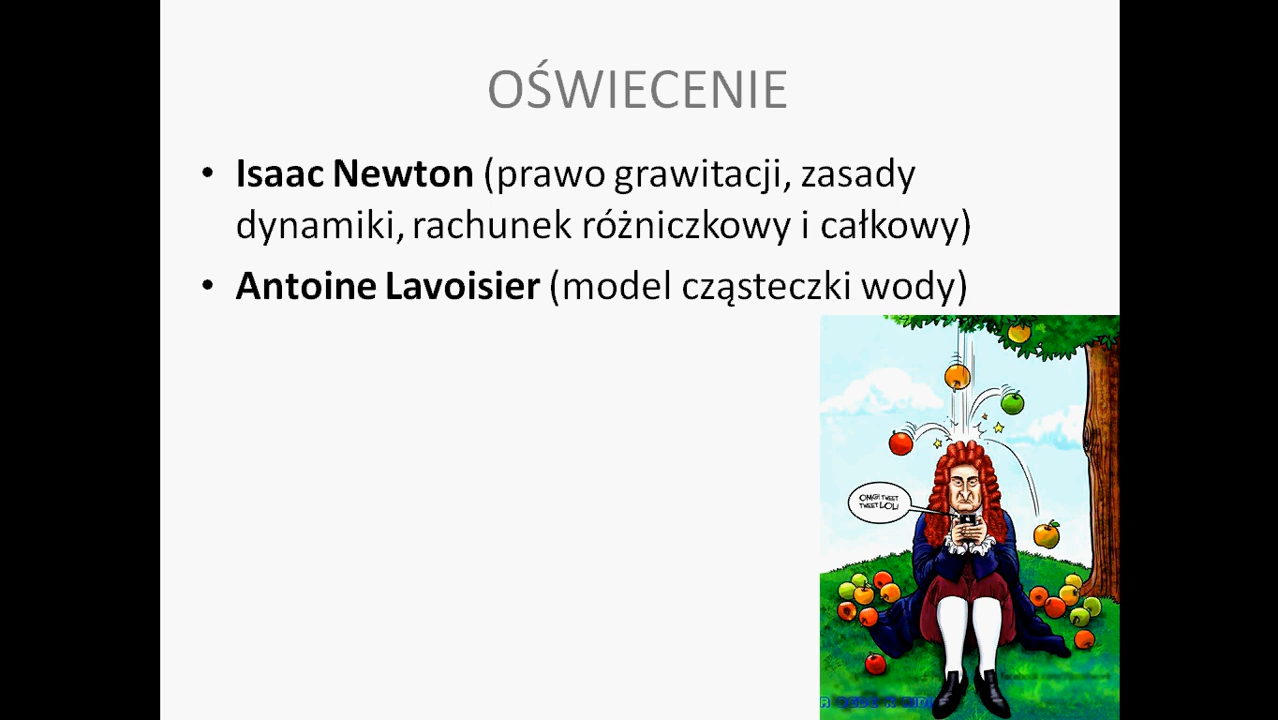 OŚWIECENIE
• Isaac Newton (prawo grawitacji, zasady
dynamiki, rachunek różniczkowy i całkowy)
• Antoine Lavoisier (model cząsteczki wody)
OMG! TWEET
TWEET LOL!